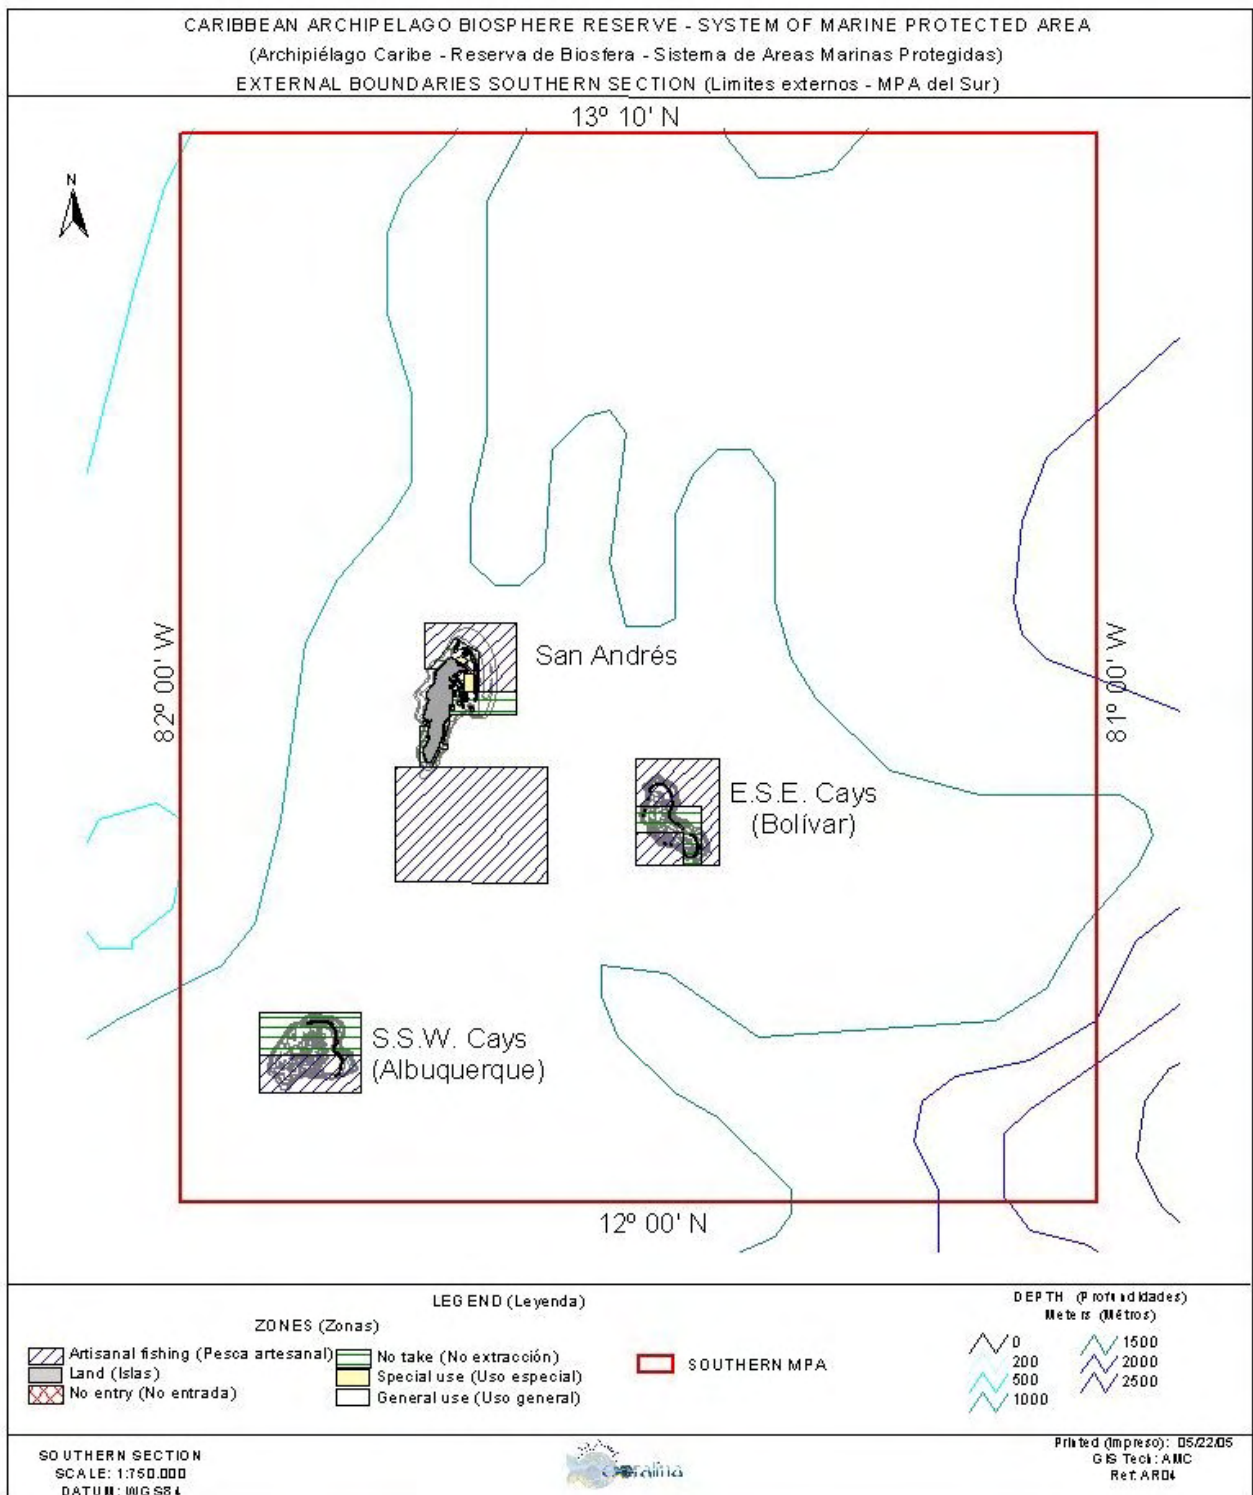 CARIBBEAN ARCHIPELAGO BIOSPHERE RESERVE - SYSTEM OF MARINE PROTECTED AREA
(Archipiélago Caribe - Reserva de Biosfera - Sistema de Areas Marinas Protegidas)
EXTERNAL BOUNDARIES SOUTHERN SECTION (Limites externos - MPA del Sur)
13º 10' N
N
82º 00' W
San Andrés
81º 00' W
E.S.E. Cays
(Bolívar)
S.S.W. Cays
(Albuquerque)
12º 00' N
LEGEND (Leyenda)
ZONES (Zonas)
Artisanal fishing (Pesca artesanal)
Land (Islas)
No entry (No entrada)
No take (No extracción)
Special use (Uso especial)
General use (Uso general)
SOUTHERN MPA
DEPTH (Profundidades)
Meters (Métros)
0
200
500
1000
1500
2000
2500
SOUTHERN SECTION
SCALE: 1:750.000
DATUM: WGS84
coralina
Printed (Impreso): 05/22/05
GIS Tech: AMC
Ref: AR04